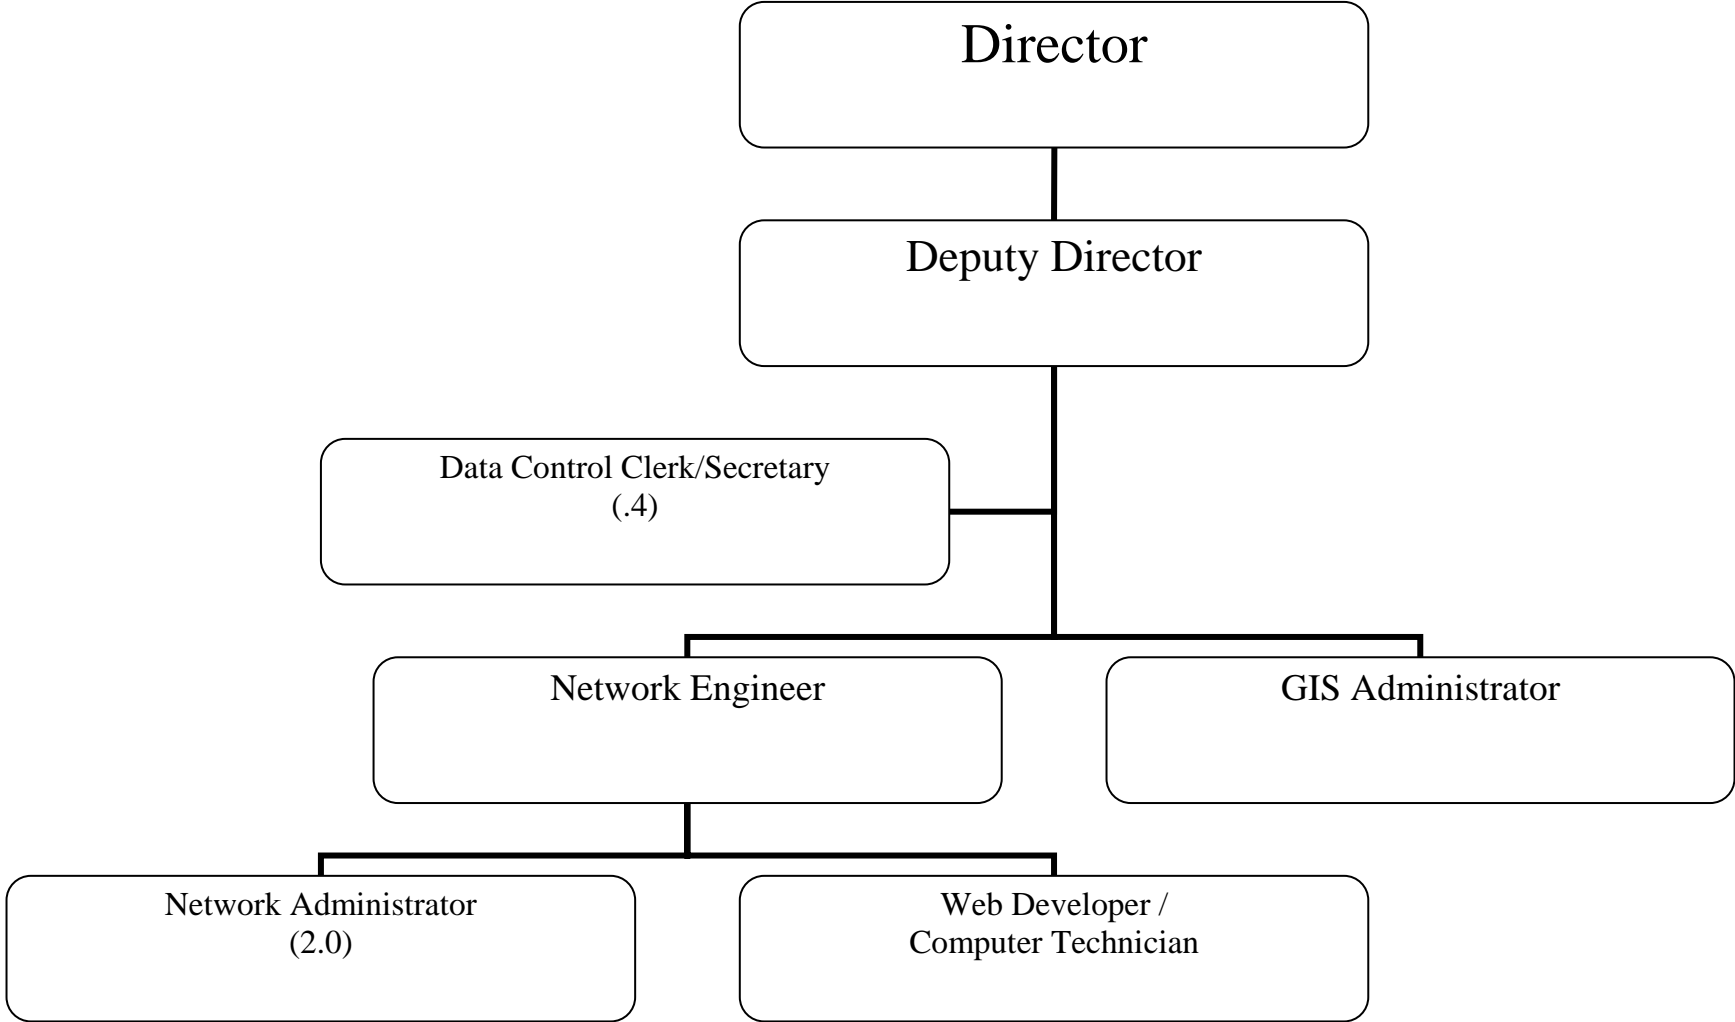 Director
Deputy Director
Data Control Clerk/Secretary
(.4)
Network Engineer
GIS Administrator
Network Administrator
(2.0)
Web Developer /
Computer Technician